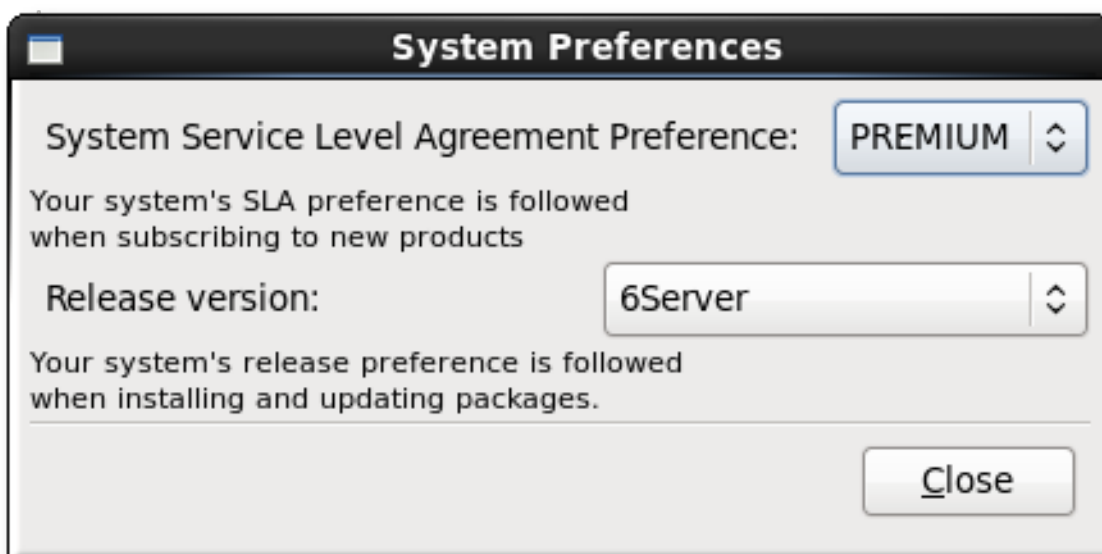 System Preferences
System Service Level Agreement Preference: PREMIUM
Your system's SLA preference is followed
when subscribing to new products
Release version: 6Server
Your system's release preference is followed
when installing and updating packages.
Close